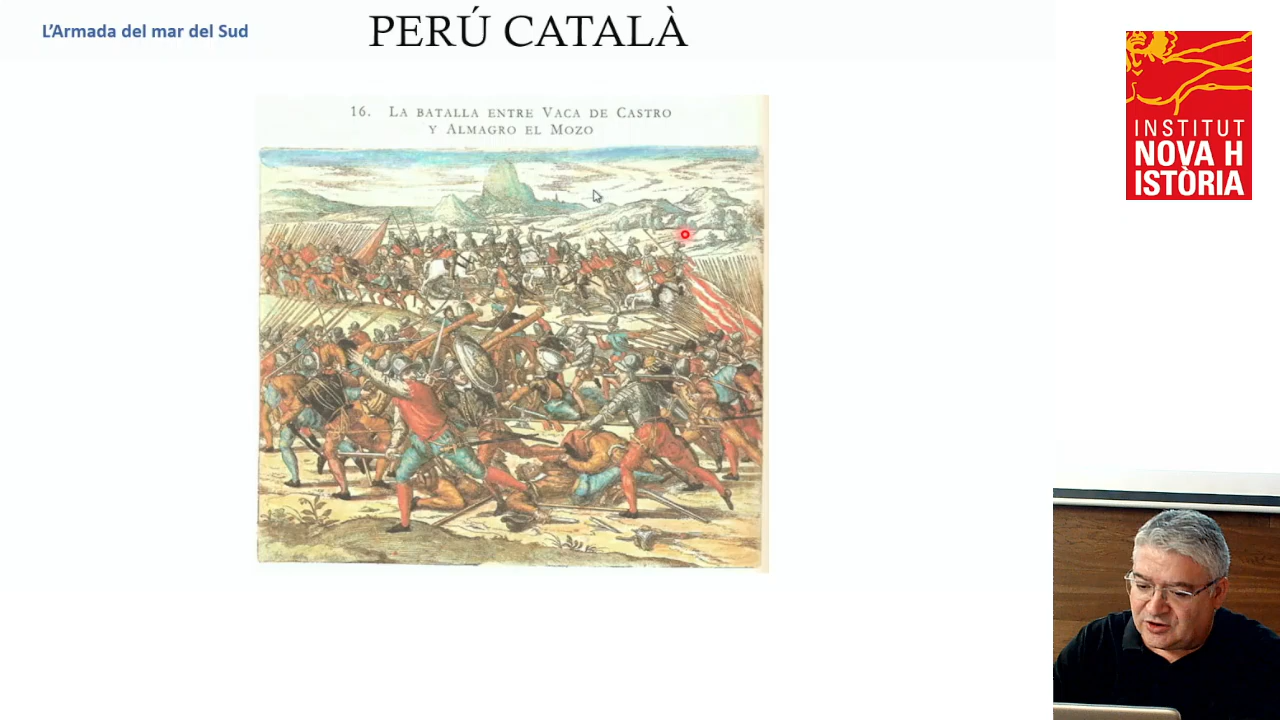 L'Armada del mar del Sud
PERÚ CATALÀ
16. LA BATALLA ENTRE VACA DE CASTRO
Y ALMAGRO EL MOZO
INSTITUT
NOVA H
ISTÒRIA